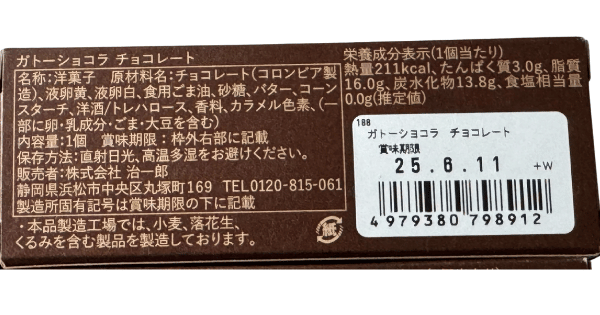 ガトーショコラ チョコレート
名称:洋菓子 原材料名:チョコレート(コロンビア製
造)、液卵黄、液卵白、食用ごま油、砂糖、バター、コーン
スターチ、洋酒/トレハロース、香料、カラメル色素、(一
部に卵・乳成分・ごま・大豆を含む)
内容量:1個 賞味期限:枠外右部に記載
保存方法:直射日光、高温多湿をお避けください。
販売者:株式会社 治一郎
静岡県浜松市中央区丸塚町169 TEL0120-815-061
製造所固有記号は賞味期限の下に記載
・本品製造工場では、小麦、落花生、
くるみを含む製品を製造しております。
紙
栄養成分表示(1個当たり)
熱量211kcal、たんぱく質3.0g、脂質
16.0g、炭水化物13.8g、食塩相当量
0.0g(推定値)
188
ガトーショコラ チョコレート
賞味期限
25.6.11
+W
4979380798912